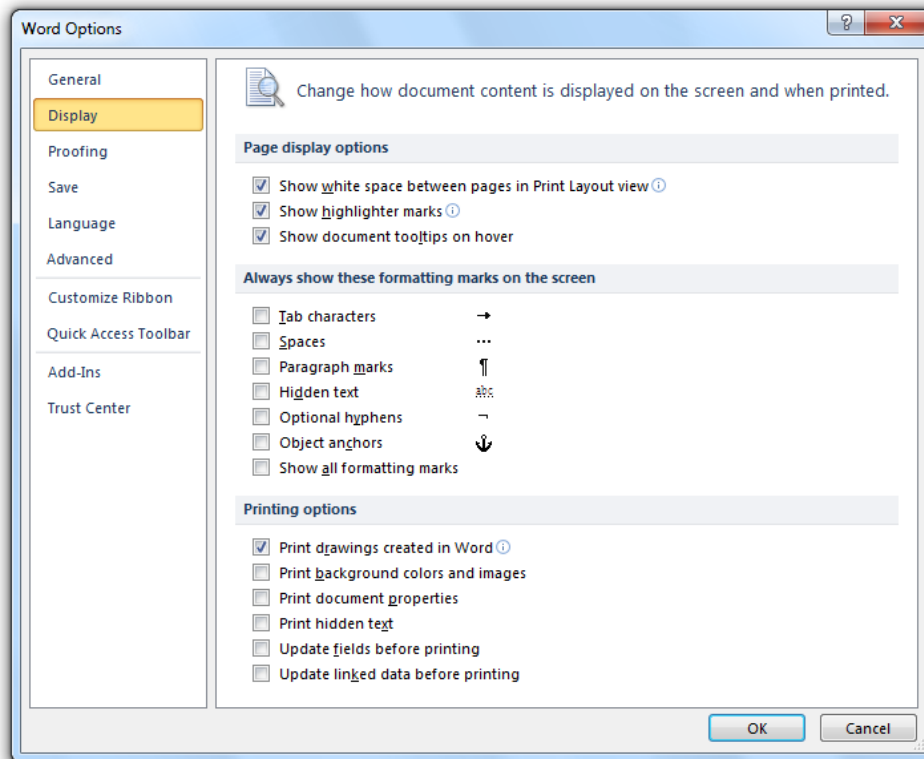 Word Options
General
Display
Proofing
Save
Language
Advanced
Customize Ribbon
Quick Access Toolbar
Add-Ins
Trust Center
Change how document content is displayed on the screen and when printed.
Page display options
Show white space between pages in Print Layout view
Show highlighter marks
Show document tooltips on hover
Always show these formatting marks on the screen
Tab characters →
Spaces ...
Paragraph marks ¶
Hidden text abc
Optional hyphens ¬
Object anchors
Show all formatting marks
Printing options
Print drawings created in Word
Print background colors and images
Print document properties
Print hidden text
Update fields before printing
Update linked data before printing
OK Cancel